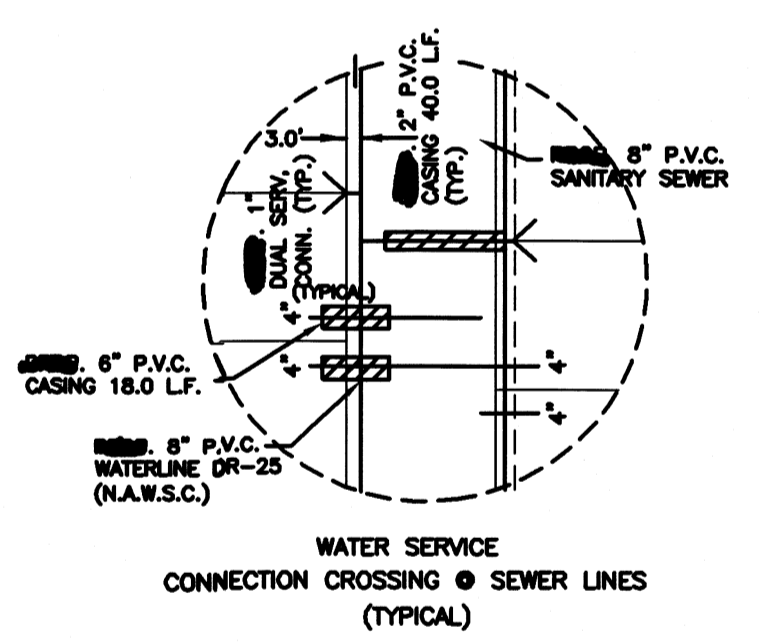 3.0'
2" P.V.C.
CASING 40.0 L.F.
(TYP.)
8" P.V.C.
SANITARY SEWER
1"
DUAL SERV,
CONN. (TYP.)
(TYPICAL)
4"
4"
4"
4"
6" P.V.C.
CASING 18.0 L.F.
8" P.V.C.
WATERLINE DR-25
(N.A.W.S.C.)
WATER SERVICE
CONNECTION CROSSING @ SEWER LINES
(TYPICAL)